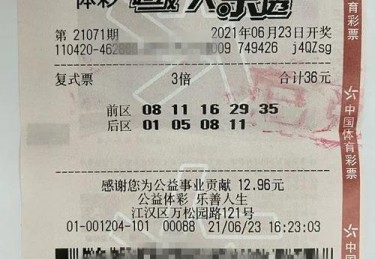 体彩 超级大乐透
第 21071期 2021年06月23日开奖
110420-462 09 749426 j4QZsg
复式票 3倍 合计36元
前区 08 11 16 29 35
后区 01 05 08 11
感谢您为公益事业贡献 12.96元
公益体彩 乐善人生
江汉区万松园路121号
01-001204-101 00088 21/06/23 16:23:03
中国体育彩票
中国体育彩票